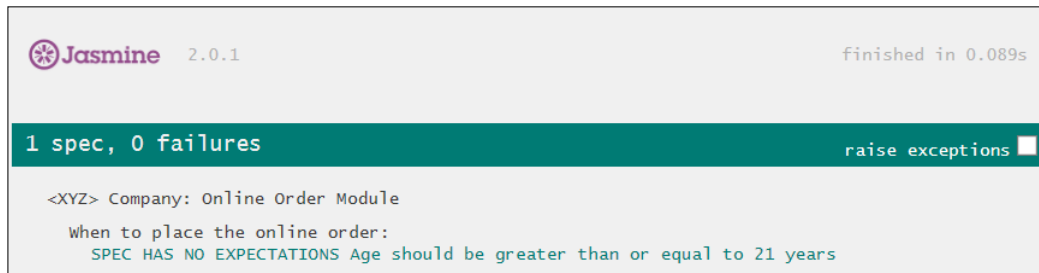 Jasmine 2.0.1 finished in 0.089s
1 spec, 0 failures raise exceptions
<XYZ> Company: Online Order Module
When to place the online order:
SPEC HAS NO EXPECTATIONS Age should be greater than or equal to 21 years